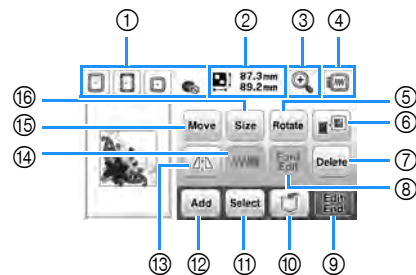 ① ② ③ ④
87.3mm
89.2mm
⑯ ⑤
⑮ Move Size Rotate ⑥
⑭ Font Edit Delete ⑦
⑧
Add Select Edit End
⑬ ⑫ ⑪ ⑩ ⑨